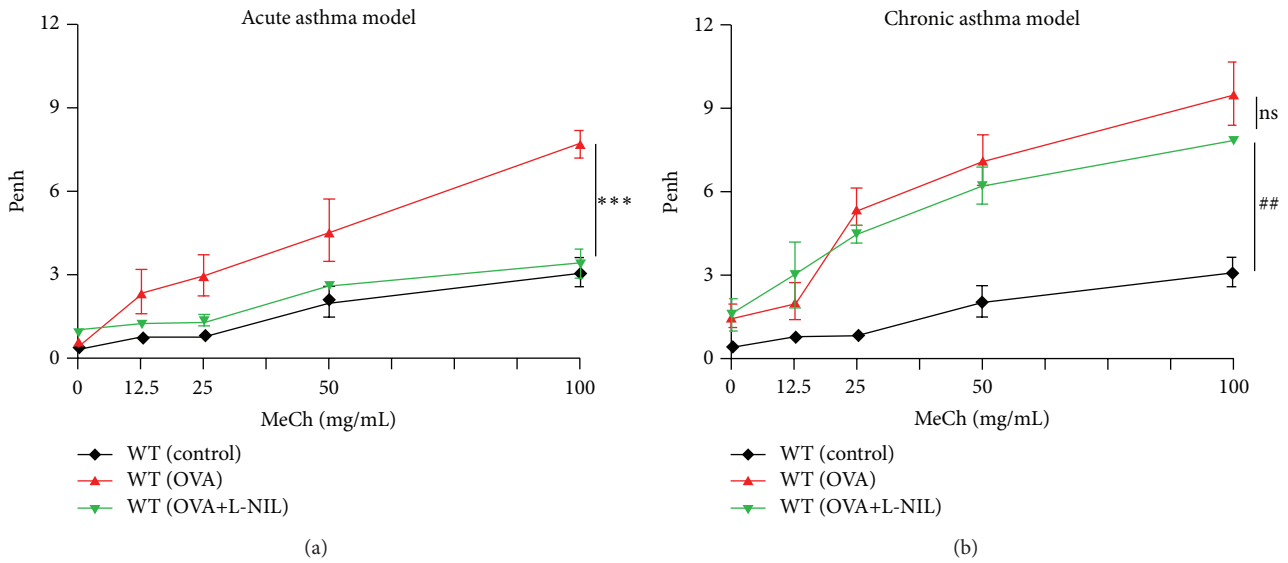 Acute asthma model
12
9
6
3
0
Penh
***
0 12.5 25 50 100
MeCh (mg/mL)
WT (control)
WT (OVA)
WT (OVA+L-NIL)
(a)
Chronic asthma model
12
9
6
3
0
Penh
ns
##
0 12.5 25 50 100
MeCh (mg/mL)
WT (control)
WT (OVA)
WT (OVA+L-NIL)
(b)